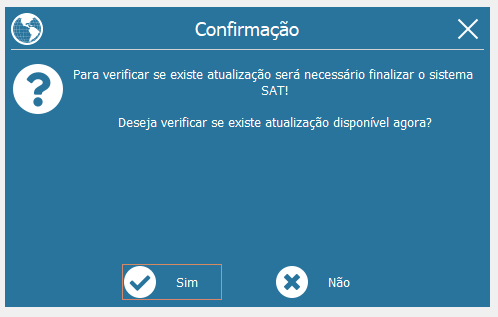 Confirmação
Para verificar se existe atualização será necessário finalizar o sistema
SAT!
Deseja verificar se existe atualização disponível agora?
Sim
Não